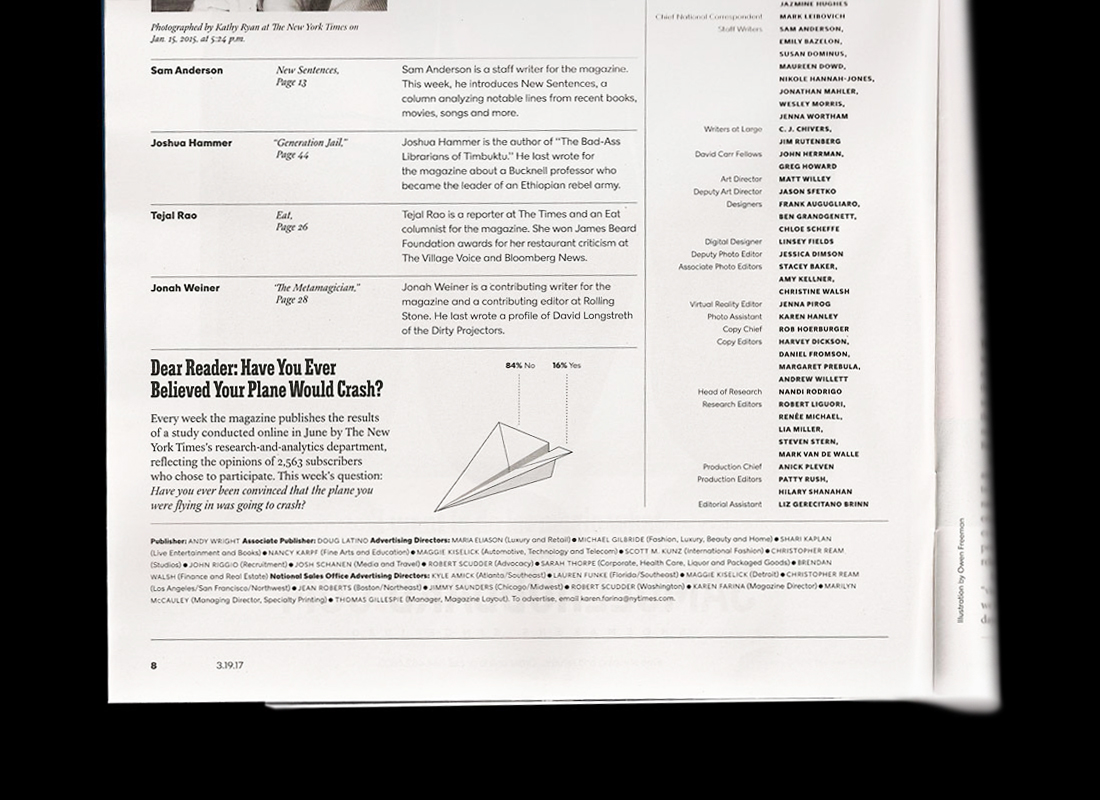 Photographed by Kathy Ryan at The New York Times on
Jan. 15, 2015, at 5:24 p.m.
Sam Anderson
New Sentences,
Page 13
Sam Anderson is a staff writer for the magazine.
This week, he introduces New Sentences, a
column analyzing notable lines from recent books,
movies, songs and more.
Joshua Hammer
"Generation Jail,"
Page 44
Joshua Hammer is the author of "The Bad-Ass
Librarians of Timbuktu." He last wrote for
the magazine about a Bucknell professor who
became the leader of an Ethiopian rebel army.
Tejal Rao
Eat,
Page 26
Tejal Rao is a reporter at The Times and an Eat
columnist for the magazine. She won James Beard
Foundation awards for her restaurant criticism at
The Village Voice and Bloomberg News.
Jonah Weiner
"The Metamagician,"
Page 28
Jonah Weiner is a contributing writer for the
magazine and a contributing editor at Rolling
Stone. He last wrote a profile of David Longstreth
of the Dirty Projectors.
Dear Reader: Have You Ever
Believed Your Plane Would Crash?
Every week the magazine publishes the results
of a study conducted online in June by The New
York Times's research-and-analytics department,
reflecting the opinions of 2,563 subscribers
who chose to participate. This week's question:
Have you ever been convinced that the plane you
were flying in was going to crash?
84% No 16% Yes
JAZMINE HUGHES
Chief National Correspondent MARK LEIBOVICH
Staff Writers SAM ANDERSON,
EMILY BAZELON,
SUSAN DOMINUS,
MAUREEN DOWD,
NIKOLE HANNAH-JONES,
JONATHAN MAHLER,
WESLEY MORRIS,
JENNA WORTHAM
Writers at Large C. J. CHIVERS,
JIM RUTENBERG
David Carr Fellows JOHN HERRMAN,
GREG HOWARD
Art Director MATT WILLEY
Deputy Art Director JASON SFETKO
Designers FRANK AUGUGLIARO,
BEN GRANDGENETT,
CHLOE SCHEFFE
Digital Designer LINSEY FIELDS
Deputy Photo Editor JESSICA DIMSON
Associate Photo Editors STACEY BAKER,
AMY KELLNER,
CHRISTINE WALSH
Virtual Reality Editor JENNA PIROG
Photo Assistant KAREN HANLEY
Copy Chief ROB HOERBURGER
Copy Editors HARVEY DICKSON,
DANIEL FROMSON,
MARGARET PREBULA,
ANDREW WILLETT
Head of Research NANDI RODRIGO
Research Editors ROBERT LIGUORI,
RENÉE MICHAEL,
LIA MILLER,
STEVEN STERN,
MARK VAN DE WALLE
Production Chief ANICK PLEVEN
Production Editors PATTY RUSH,
HILARY SHANAHAN
Editorial Assistant LIZ GERECITANO BRINN
Publisher: ANDY WRIGHT Associate Publisher: DOUG LATINO Advertising Directors: MARIA ELIASON (Luxury and Retail) ● MICHAEL GILBRIDE (Fashion, Luxury, Beauty and Home) ● SHARI KAPLAN
(Live Entertainment and Books) ● NANCY KARPF (Fine Arts and Education) ● MAGGIE KISELICK (Automotive, Technology and Telecom) ● SCOTT M. KUNZ (International Fashion) ● CHRISTOPHER REAM
(Studios) ● JOHN RIGGIO (Recruitment) ● JOSH SCHANEN (Media and Travel) ● ROBERT SCUDDER (Advocacy) ● SARAH THORPE (Corporate, Health Care, Liquor and Packaged Goods) ● BRENDAN
WALSH (Finance and Real Estate) National Sales Office Advertising Directors: KYLE AMICK (Atlanta/Southeast) ● LAUREN FUNKE (Florida/Southeast) ● MAGGIE KISELICK (Detroit) ● CHRISTOPHER REAM
(Los Angeles/San Francisco/Northwest) ● JEAN ROBERTS (Boston/Northeast) ● JIMMY SAUNDERS (Chicago/Midwest) ● ROBERT SCUDDER (Washington) ● KAREN FARINA (Magazine Director) ● MARILYN
McCAULEY (Managing Director, Specialty Printing) ● THOMAS GILLESPIE (Manager, Magazine Layout). To advertise, email karen.farina@nytimes.com.
8 3.19.17
Illustration by Owen Freeman